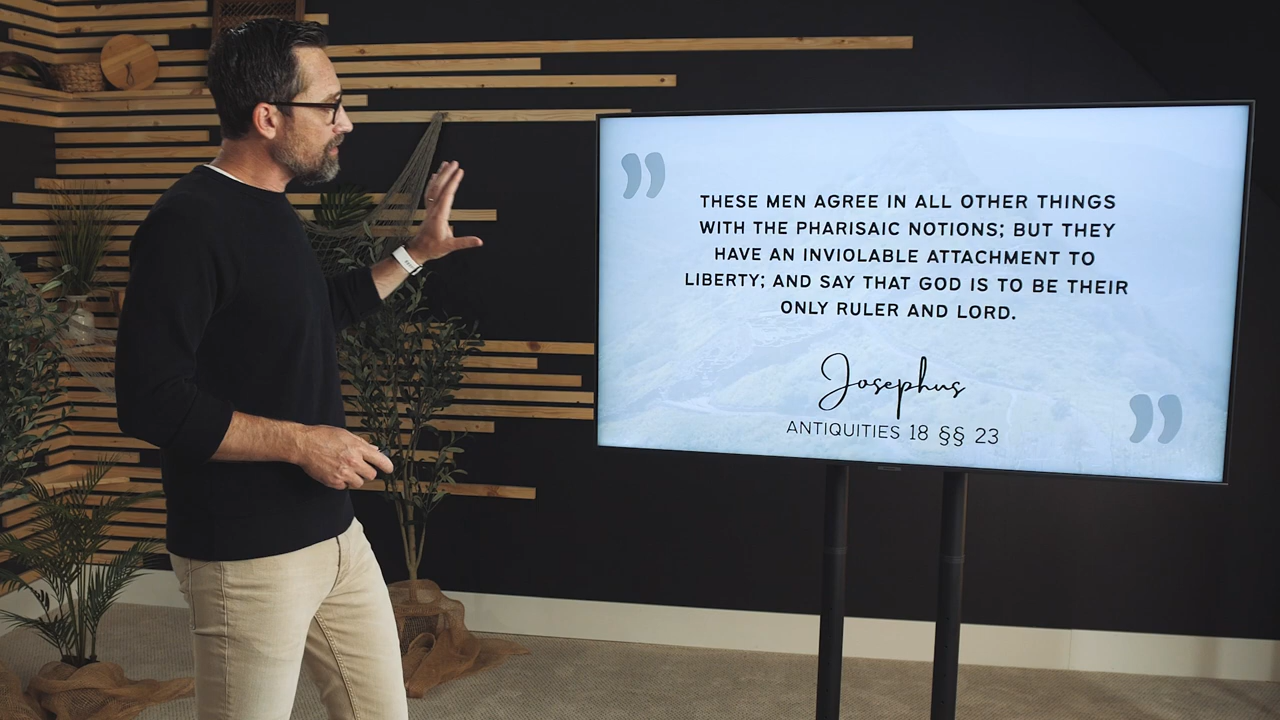 ”
THESE MEN AGREE IN ALL OTHER THINGS
WITH THE PHARISAIC NOTIONS; BUT THEY
HAVE AN INVIOLABLE ATTACHMENT TO
LIBERTY; AND SAY THAT GOD IS TO BE THEIR
ONLY RULER AND LORD.
Josephus
ANTIQUITIES 18 §§ 23
”